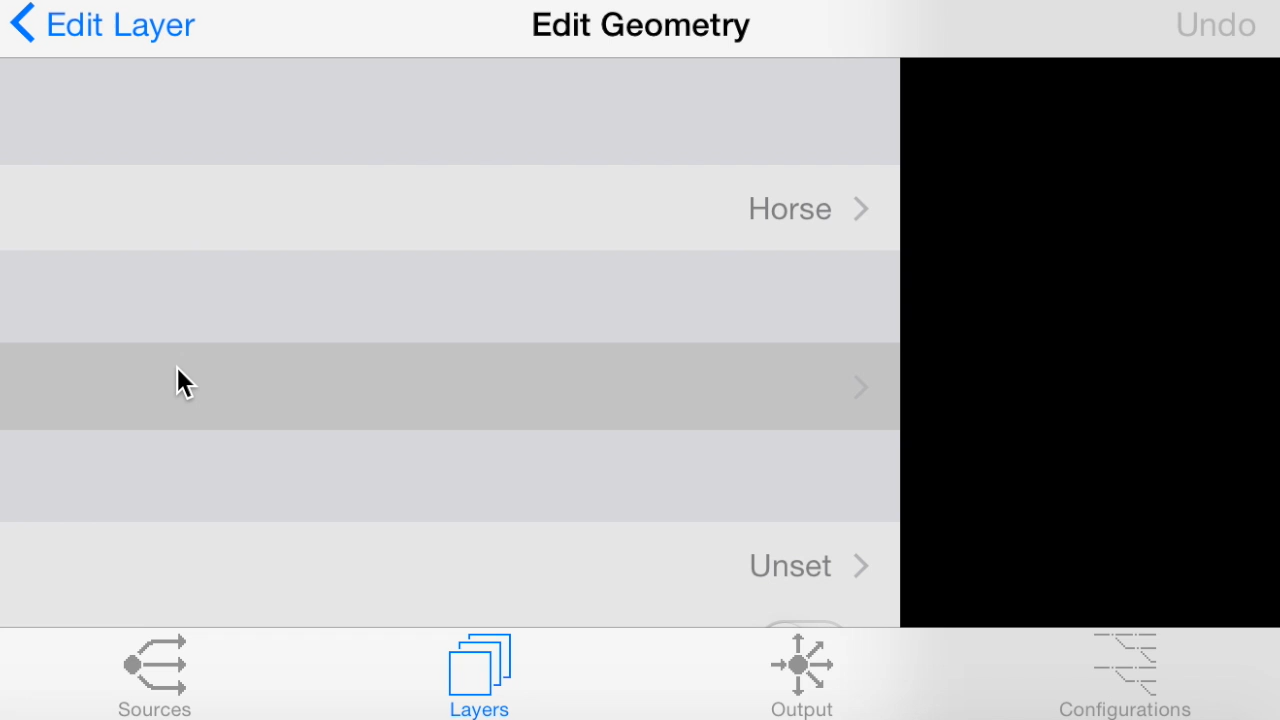 Edit Layer Edit Geometry Undo
Horse
Unset
Sources Layers Output Configurations